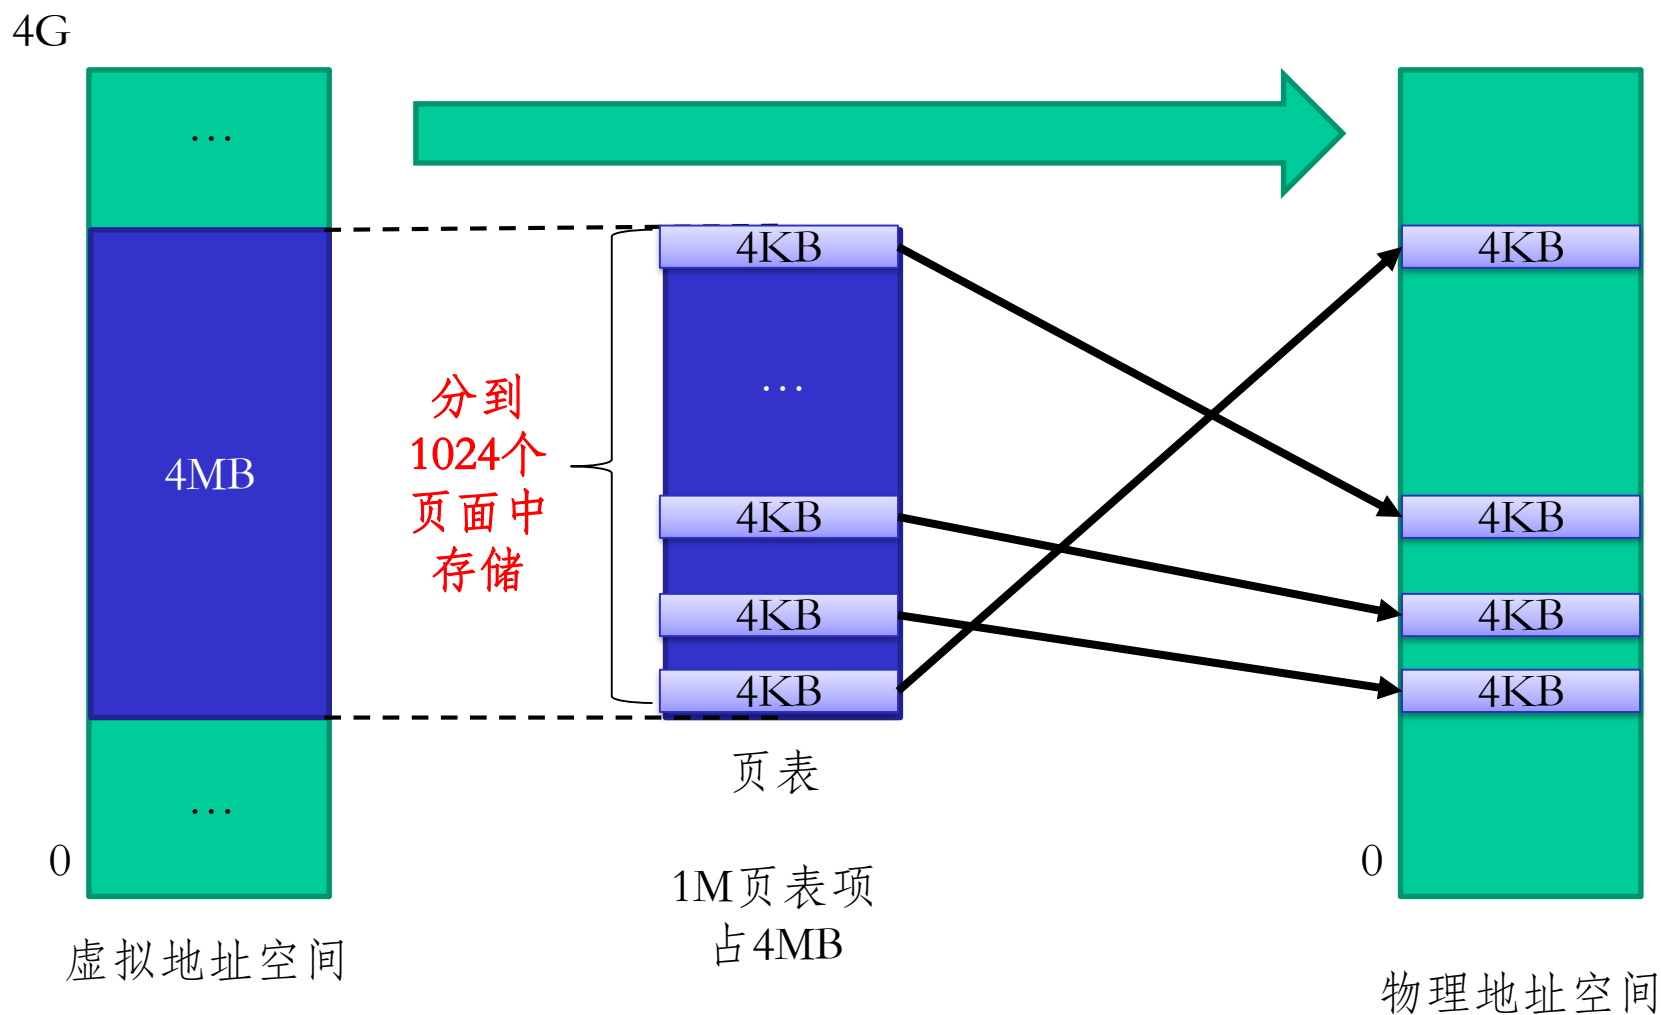 4G
…
4KB
4KB
…
分到
1024个
页面中
存储
4MB
4KB
4KB
4KB
4KB
4KB
4KB
页表
…
0
0
1M页表项
占4MB
虚拟地址空间
物理地址空间